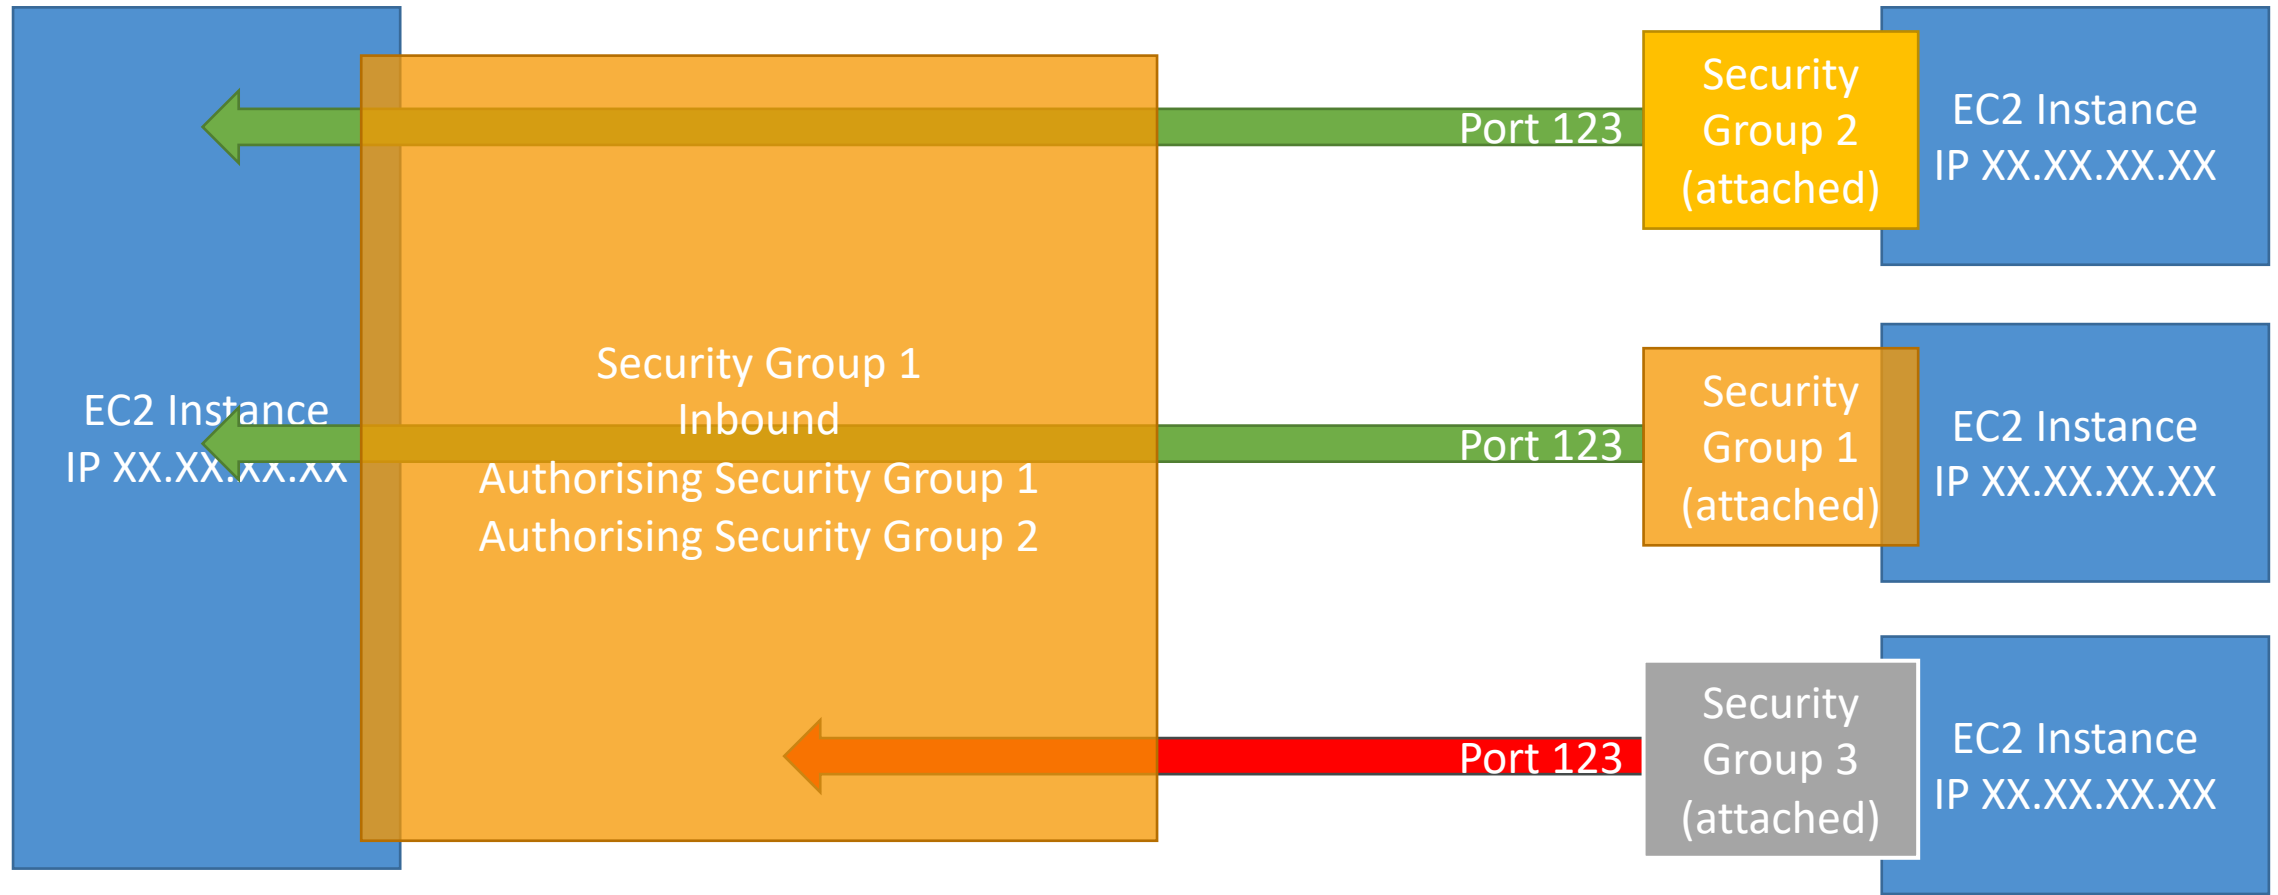 EC2 Instance
IP XX.XX.XX.XX
Security Group 1
Inbound
Authorising Security Group 1
Authorising Security Group 2
Port 123
Security
Group 2
(attached)
EC2 Instance
IP XX.XX.XX.XX
Port 123
Security
Group 1
(attached)
EC2 Instance
IP XX.XX.XX.XX
Port 123
Security
Group 3
(attached)
EC2 Instance
IP XX.XX.XX.XX